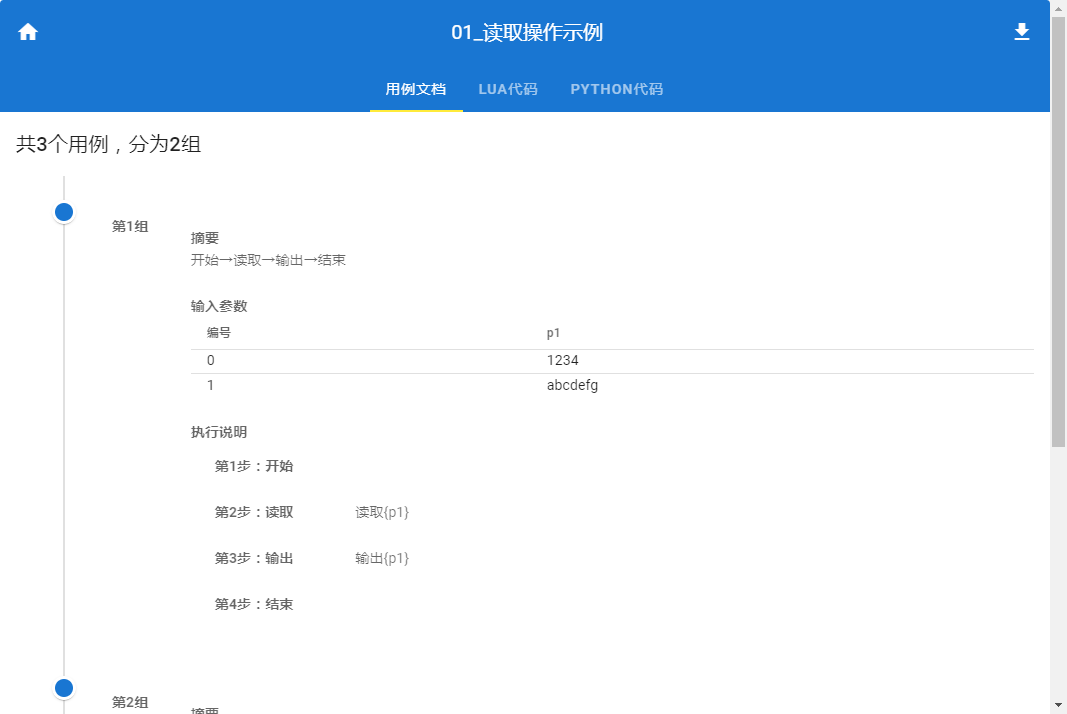 01_读取操作示例
用例文档 LUA代码 PYTHON代码
共3个用例，分为2组
第1组
摘要
开始→读取→输出→结束
输入参数
编号 p1
0 1234
1 abcdefg
执行说明
第1步：开始
第2步：读取 读取{p1}
第3步：输出 输出{p1}
第4步：结束
第2组
摘要